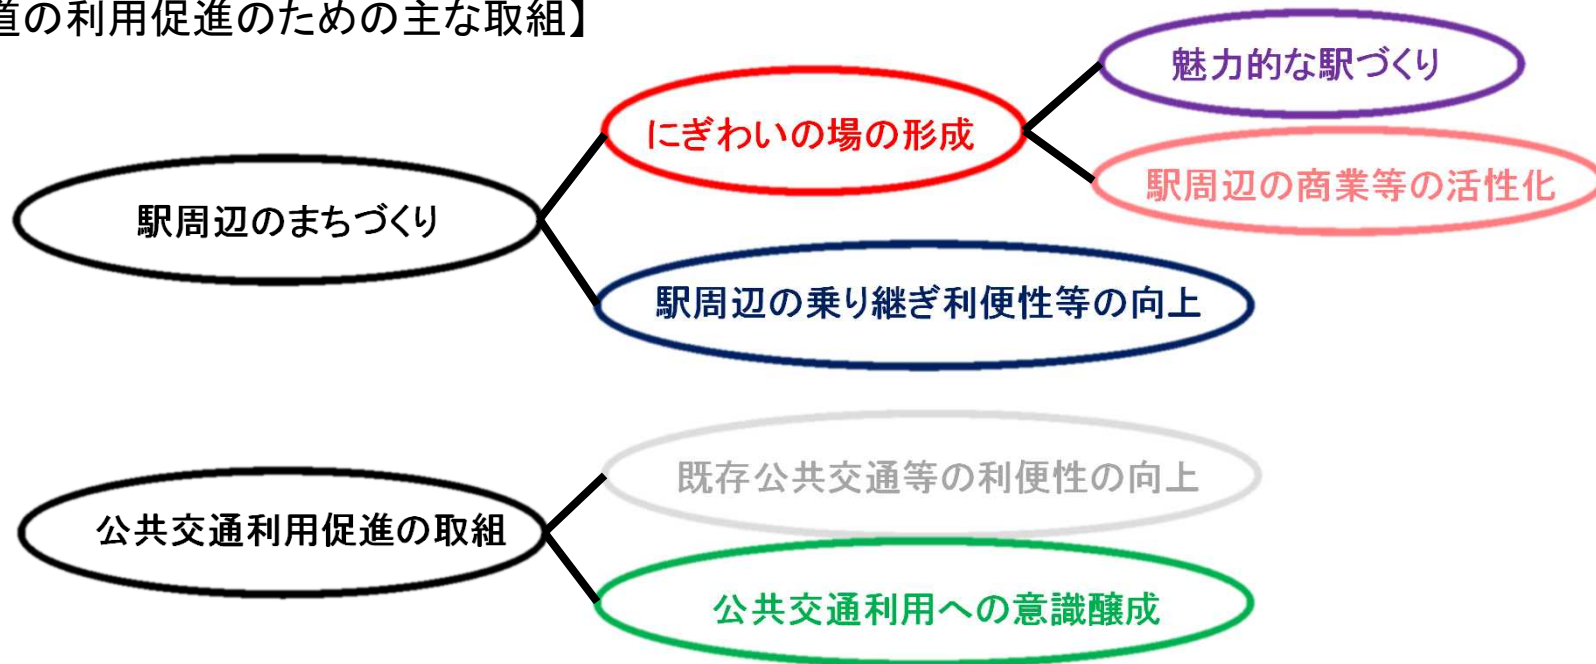 道の利用促進のための主な取組】
魅力的な駅づくり
にぎわいの場の形成
駅周辺の商業等の活性化
駅周辺のまちづくり
駅周辺の乗り継ぎ利便性等の向上
既存公共交通等の利便性の向上
公共交通利用促進の取組
公共交通利用への意識醸成